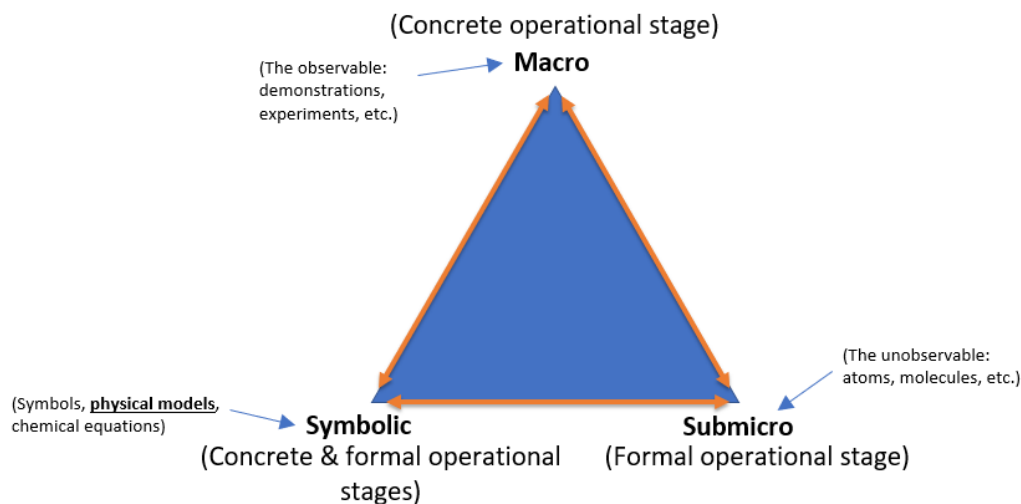 (Concrete operational stage)
Macro
(The observable:
demonstrations,
experiments, etc.)
(The unobservable:
atoms, molecules, etc.)
(Symbols, physical models,
chemical equations)
Symbolic
(Concrete & formal operational
stages)
Submicro
(Formal operational stage)